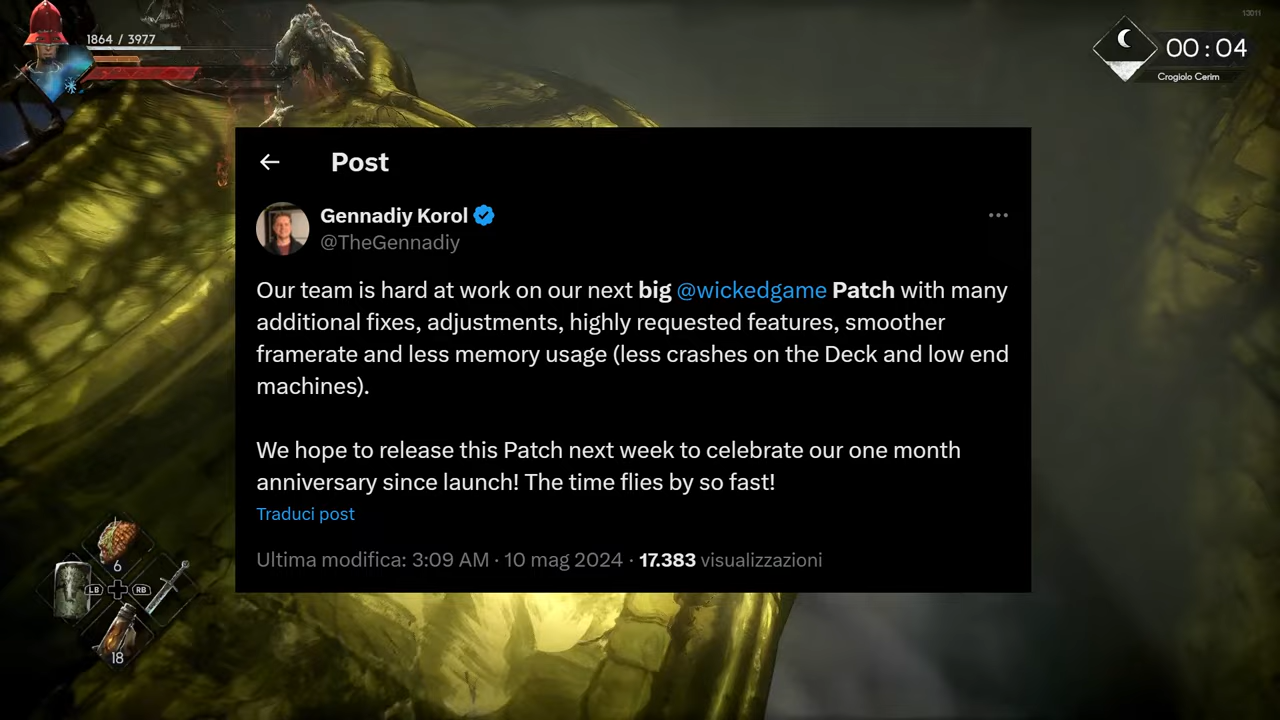 13011
1864 / 3977
00 : 04
Crogiolo Cerim
Post
Gennadiy Korol
@TheGennadiy
Our team is hard at work on our next big @wickedgame Patch with many
additional fixes, adjustments, highly requested features, smoother
framerate and less memory usage (less crashes on the Deck and low end
machines).
We hope to release this Patch next week to celebrate our one month
anniversary since launch! The time flies by so fast!
Traduci post
Ultima modifica: 3:09 AM · 10 mag 2024 · 17.383 visualizzazioni
6
LB
RB
18